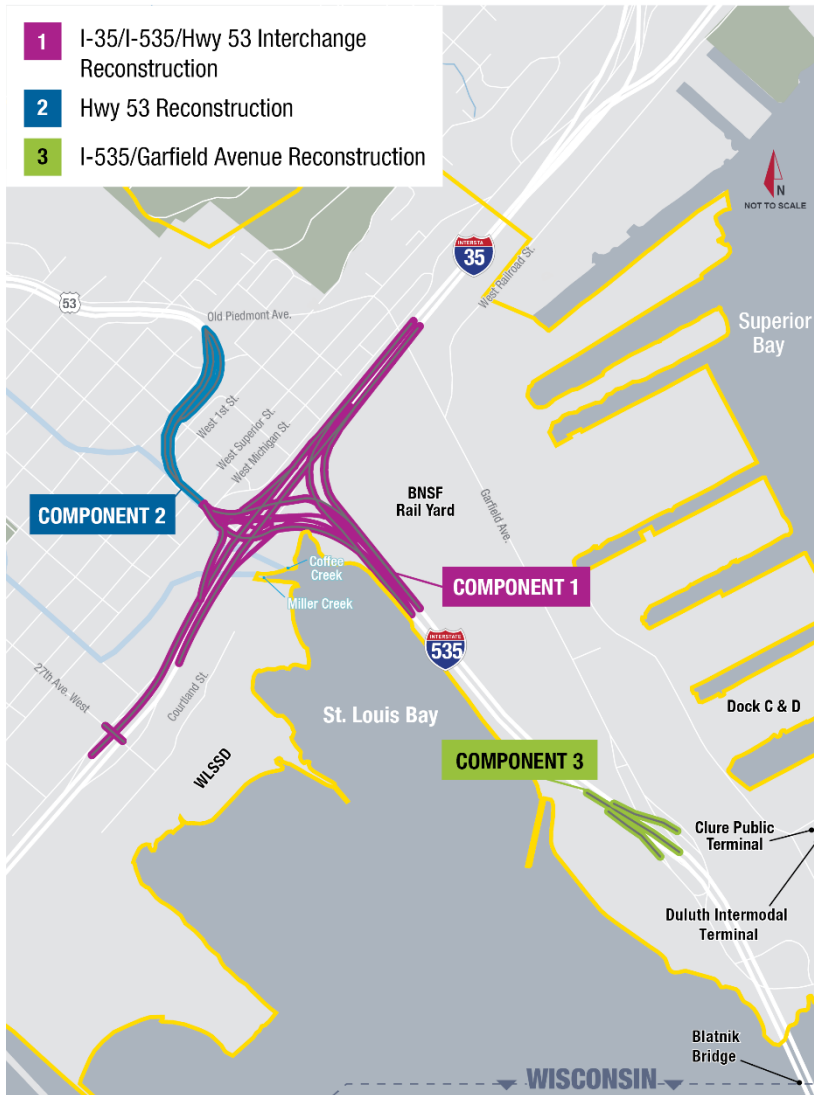 1 I-35/I-535/Hwy 53 Interchange
Reconstruction
2 Hwy 53 Reconstruction
3 I-535/Garfield Avenue Reconstruction
N
NOT TO SCALE
INTERSTA
35
West Railroad St.
53
Old Piedmont Ave.
Superior
Bay
West 1st St.
West Superior St.
West Michigan St.
BNSF
Rail Yard
Garfield Ave.
COMPONENT 2
Coffee
Creek
COMPONENT 1
Miller Creek
INTERSTATE
535
27th Ave. West
Courtland St.
St. Louis Bay
Dock C & D
COMPONENT 3
WLSSD
Clure Public
Terminal
Duluth Intermodal
Terminal
Blatnik
Bridge
WISCONSIN